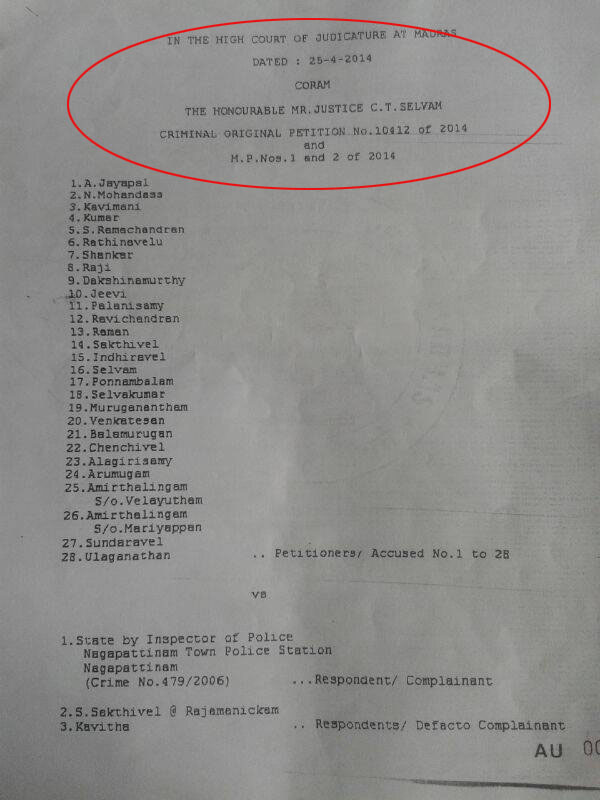 IN THE HIGH COURT OF JUDICATURE AT MADRAS
DATED : 25-4-2014
CORAM
THE HONOURABLE MR.JUSTICE C.T.SELVAM
CRIMINAL ORIGINAL PETITION No.10412 of 2014
and
M.P.Nos.1 and 2 of 2014
1.A.Jayapal
2.N.Mohandass
3.Kavimani
4.Kumar
5.S.Ramachandran
6.Rathinavelu
7.Shankar
8.Raji
9.Dakshinamurthy
10.Jeevi
11.Palanisamy
12.Ravichandran
13.Raman
14.Sakthivel
15.Indhiravel
16.Selvam
17.Ponnambalam
18.Selvakumar
19.Muruganantham
20.Venkatesan
21.Balamurugan
22.Chenchivel
23.Alagirisamy
24.Arumugam
25.Amirthalingam
S/o.Velayutham
26.Amirthalingam
S/o.Mariyappan
27.Sundaravel
28.Ulaganathan .. Petitioners/ Accused No.1 to 28
vs
1.State by Inspector of Police
Nagapattinam Town Police Station
Nagapattinam
(Crime No.479/2006) ...Respondent/ Complainant
2.S.Sakthivel @ Rajamanickam
3.Kavitha .. Respondents/ Defacto Complainant
AU 00